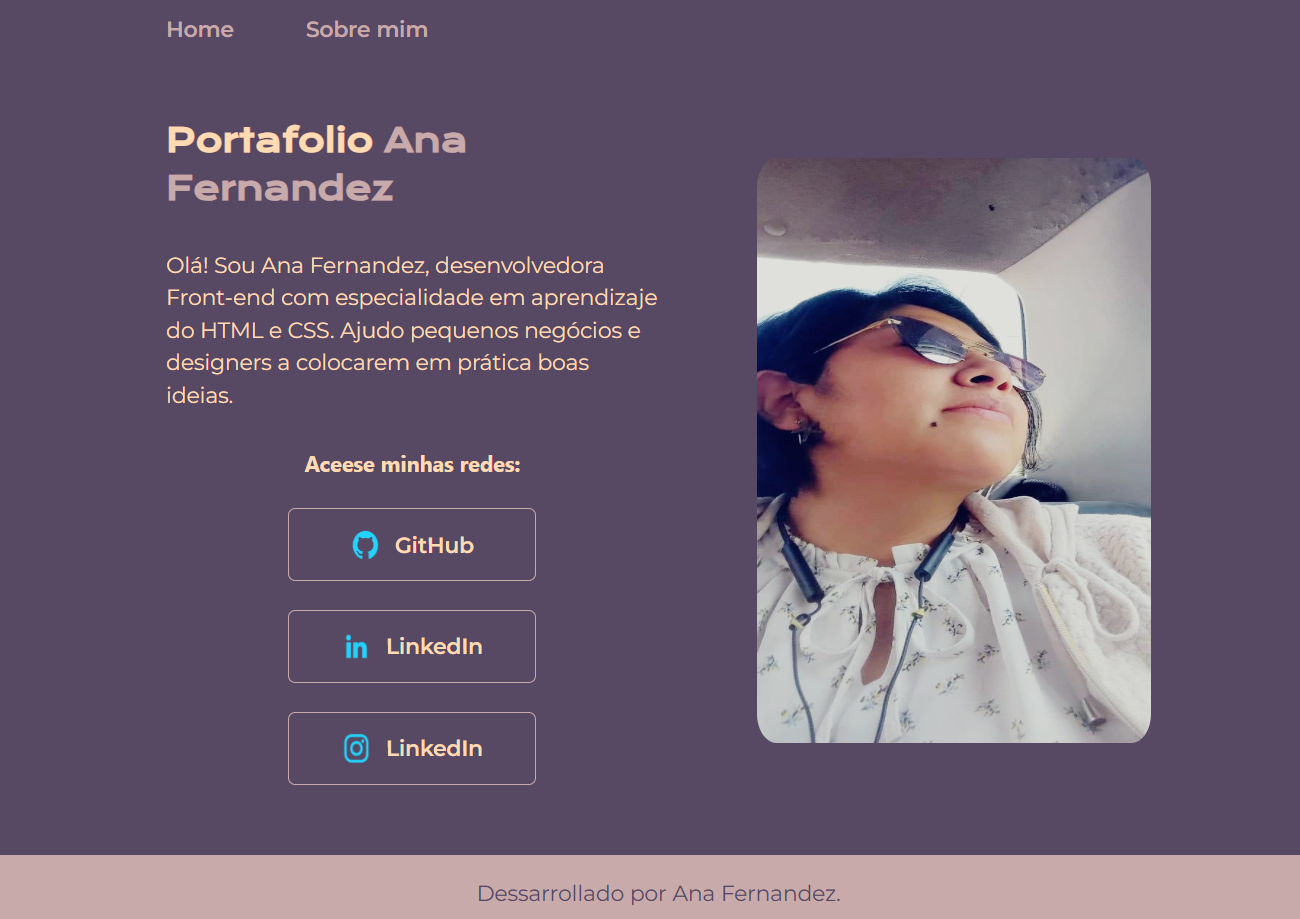 Home Sobre mim
Portafolio Ana
Fernandez
Olá! Sou Ana Fernandez, desenvolvedora
Front-end com especialidade em aprendizaje
do HTML e CSS. Ajudo pequenos negócios e
designers a colocarem em prática boas
ideias.
Aceese minhas redes:
GitHub
LinkedIn
LinkedIn
Dessarrollado por Ana Fernandez.